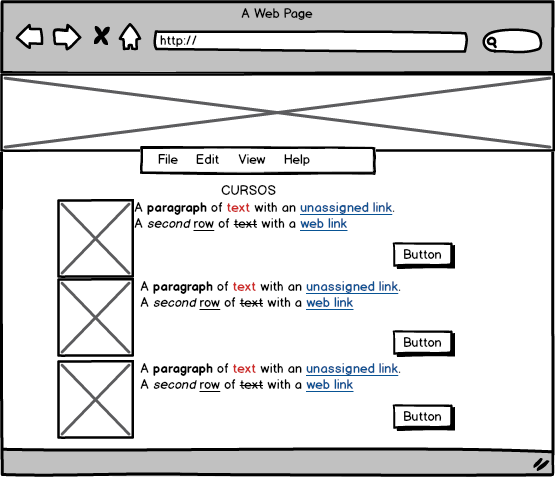 A Web Page
http://
File Edit View Help
CURSOS
A paragraph of text with an unassigned link.
A second row of text with a web link
Button
A paragraph of text with an unassigned link.
A second row of text with a web link
Button
A paragraph of text with an unassigned link.
A second row of text with a web link
Button